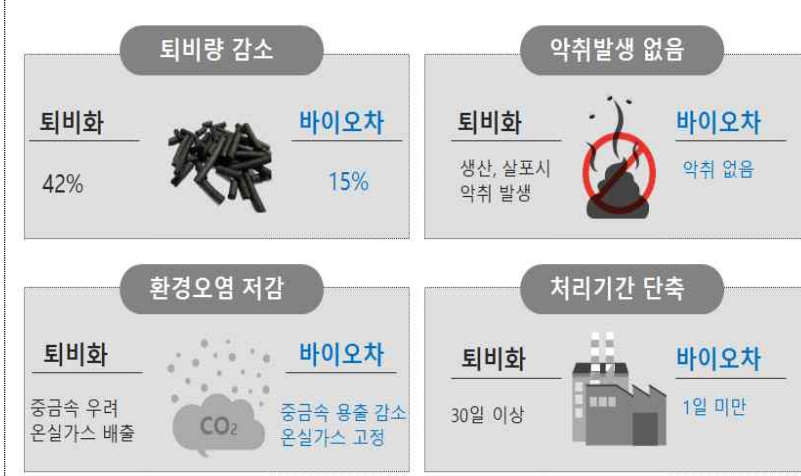 퇴비량 감소
퇴비화
바이오차
42%
15%
악취발생 없음
퇴비화
바이오차
생산, 살포시
악취 발생
악취 없음
환경오염 저감
퇴비화
바이오차
중금속 우려
온실가스 배출
CO₂
중금속 용출 감소
온실가스 고정
처리기간 단축
퇴비화
바이오차
30일 이상
1일 미만